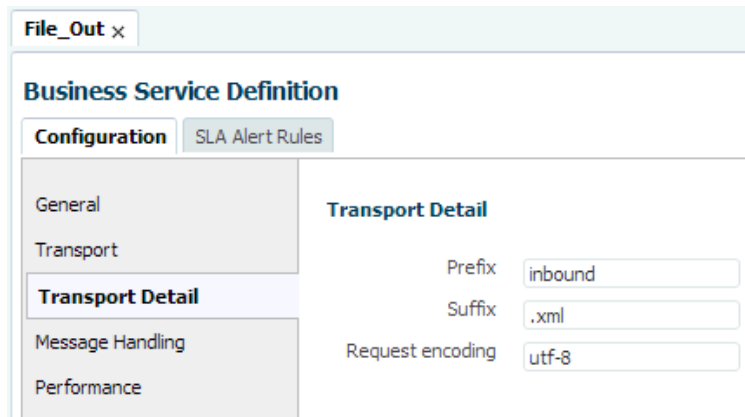 File_Out ×
Business Service Definition
Configuration SLA Alert Rules
General
Transport
Transport Detail
Message Handling
Performance
Transport Detail
Prefix inbound
Suffix .xml
Request encoding utf-8